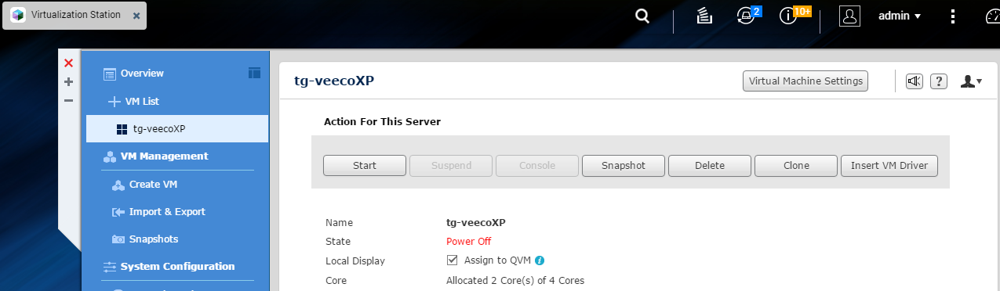 Virtualization Station
2
10+
admin
Overview
VM List
tg-veecoXP
VM Management
Create VM
Import & Export
Snapshots
System Configuration
tg-veecoXP
Virtual Machine Settings
?
Action For This Server
Start Suspend Console Snapshot Delete Clone Insert VM Driver
Name tg-veecoXP
State Power Off
Local Display Assign to QVM i
Core Allocated 2 Core(s) of 4 Cores